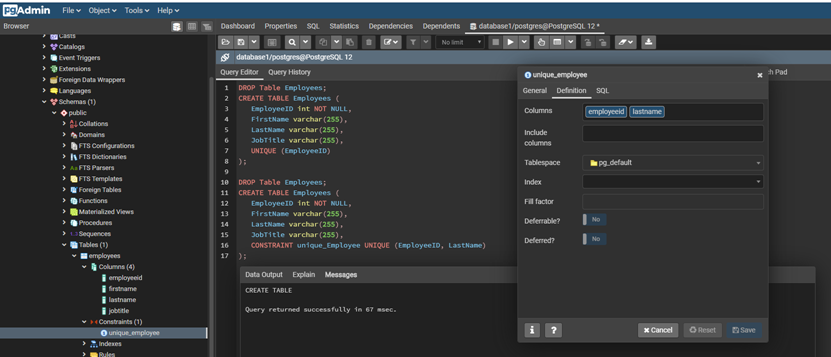 pgAdmin File Object Tools Help
Browser
Dashboard Properties SQL Statistics Dependencies Dependents database1/postgres@PostgreSQL 12 *
No limit
database1/postgres@PostgreSQL 12
Query Editor Query History
ch Pad
Casts
Catalogs
Event Triggers
Extensions
Foreign Data Wrappers
Languages
Schemas (1)
public
Collations
Domains
FTS Configurations
FTS Dictionaries
FTS Parsers
FTS Templates
Foreign Tables
Functions
Materialized Views
Procedures
Sequences
Tables (1)
employees
Columns (4)
employeeid
firstname
lastname
jobtitle
Constraints (1)
unique_employee
Indexes
Rules
1 DROP Table Employees;
2 CREATE TABLE Employees (
3 EmployeeID int NOT NULL,
4 FirstName varchar(255),
5 LastName varchar(255),
6 JobTitle varchar(255),
7 UNIQUE (EmployeeID)
8 );
9
10 DROP Table Employees;
11 CREATE TABLE Employees (
12 EmployeeID int NOT NULL,
13 FirstName varchar(255),
14 LastName varchar(255),
15 JobTitle varchar(255),
16 CONSTRAINT unique_Employee UNIQUE (EmployeeID, LastName)
17 );
Data Output Explain Messages
CREATE TABLE
Query returned successfully in 67 msec.
unique_employee
General Definition SQL
Columns employeeid lastname
Include
columns
Tablespace pg_default
Index
Fill factor
Deferrable? No
Deferred? No
i ? Cancel Reset Save